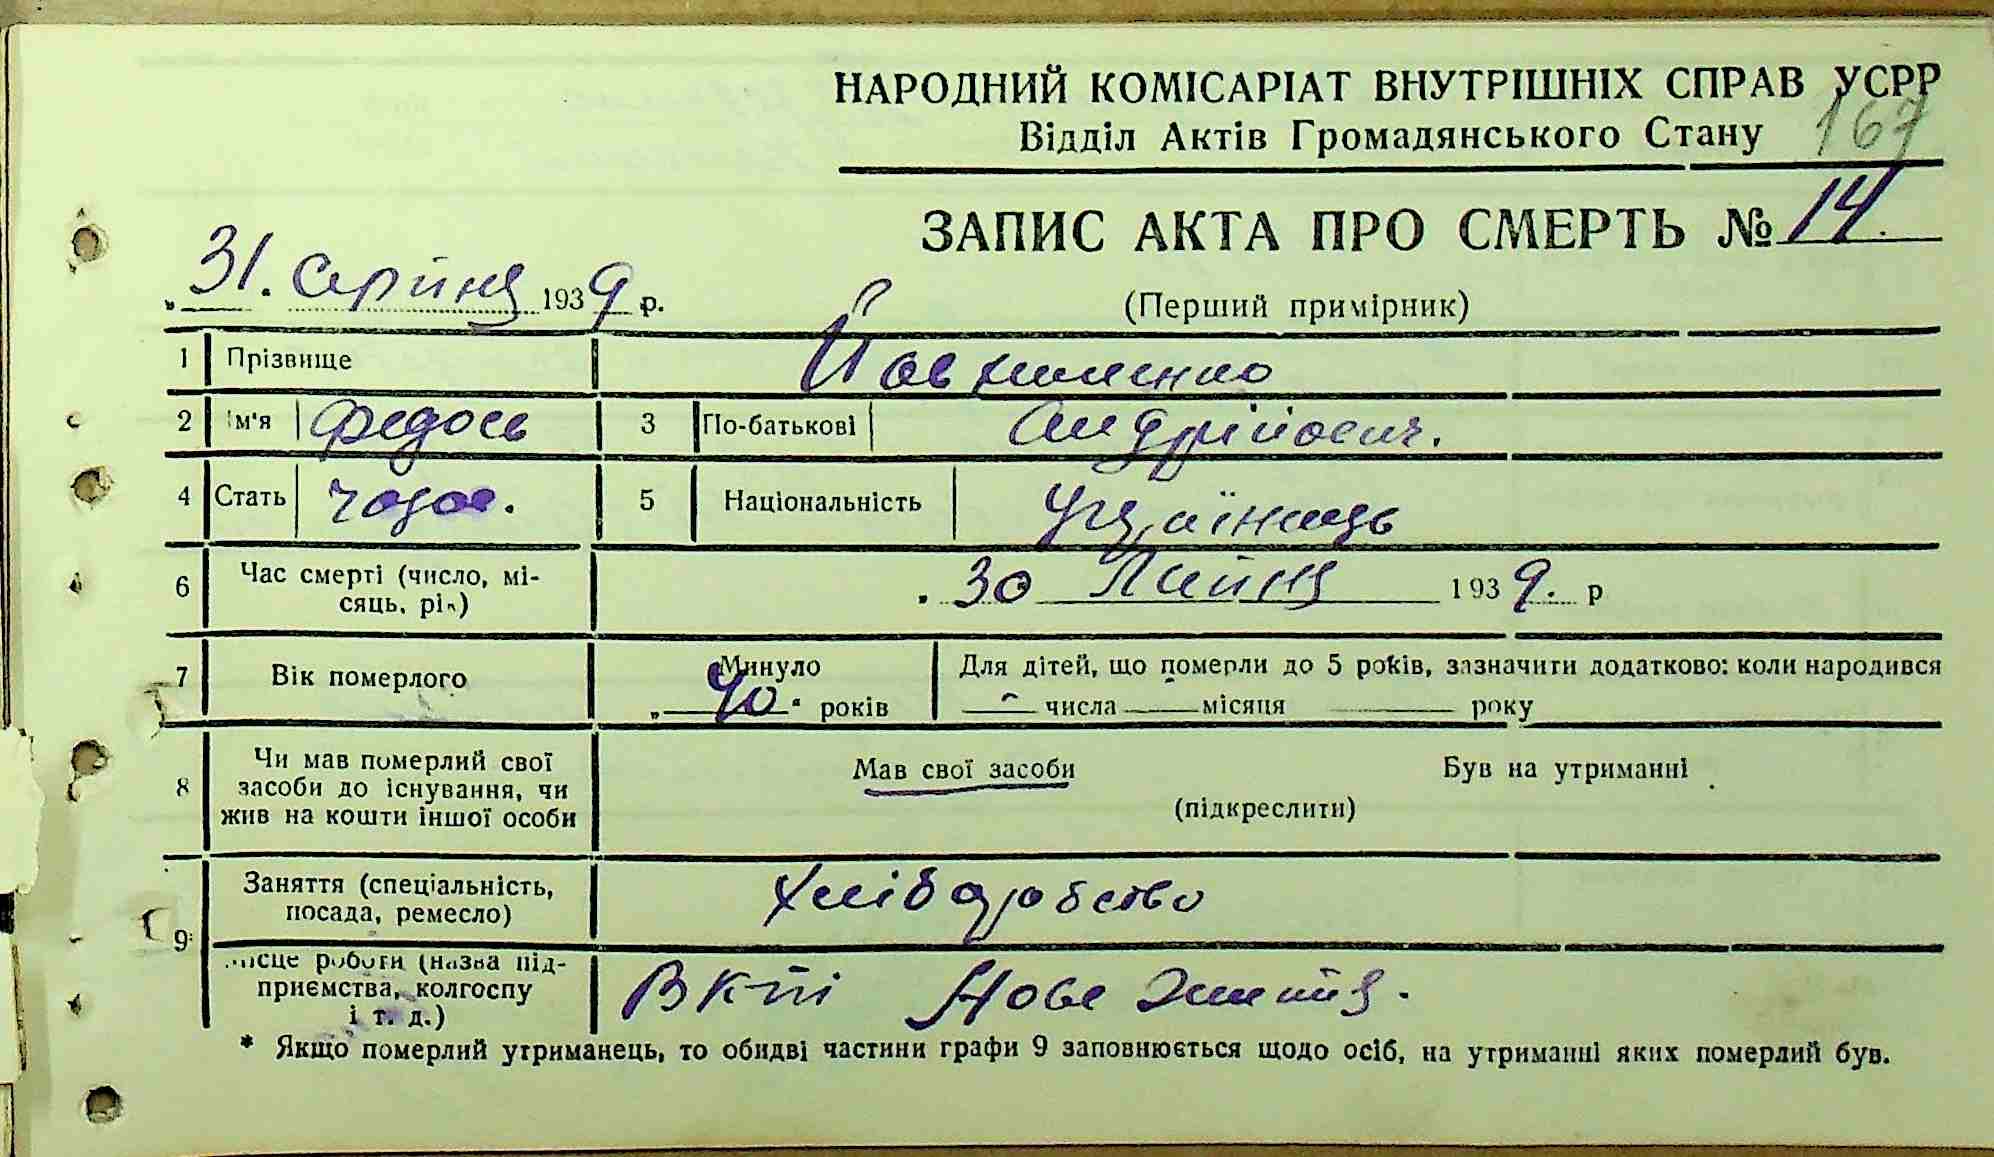 НАРОДНИЙ КОМІСАРІАТ ВНУТРІШНІХ СПРАВ УСРР
Відділ Актів Громадянського Стану
167
ЗАПИС АКТА ПРО СМЕРТЬ № 14.
„ 31. Серпня 1939 р.
(Перший примірник)
1 Прізвище
2 Ім'я Федось 3 По-батькові Андрійович.
4 Стать чолов. 5 Національність Українець
6 Час смерті (число, мі-
сяць, рік) 30 Липня 1939. р
7 Вік померлого Минуло „ 40 " років
Для дітей, що померли до 5 років, зазначити додатково: коли народився
числа місяця року
8 Чи мав померлий свої
засоби до існування, чи
жив на кошти іншої особи
Мав свої засоби Був на утриманні
(підкреслити)
9 Заняття (спеціальність,
посада, ремесло) Хліборобство
Місце роботи (назва під-
приємства, колгоспу
і т. д.) В к-пі Нове Життя.
* Якщо померлий утриманець, то обидві частини графи 9 заповнюється щодо осіб, на утриманні яких померлий був.